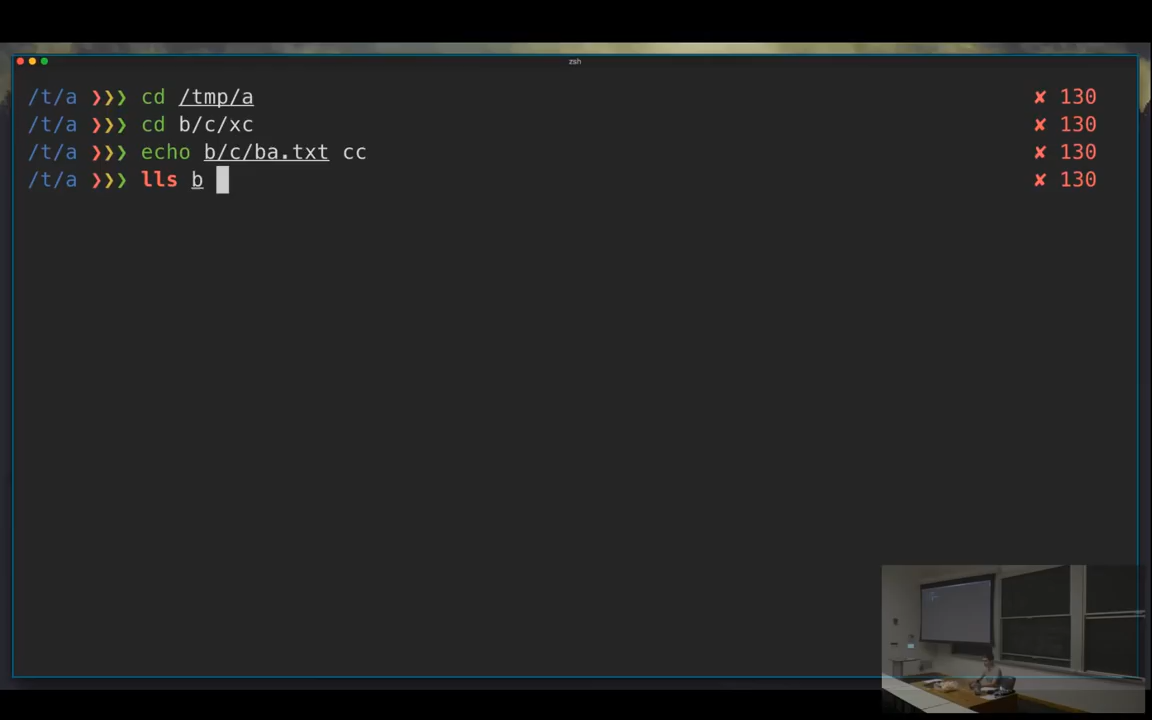 zsh
/t/a ❯❯❯ cd /tmp/a ✘ 130
/t/a ❯❯❯ cd b/c/xc ✘ 130
/t/a ❯❯❯ echo b/c/ba.txt cc ✘ 130
/t/a ❯❯❯ lls b ✘ 130